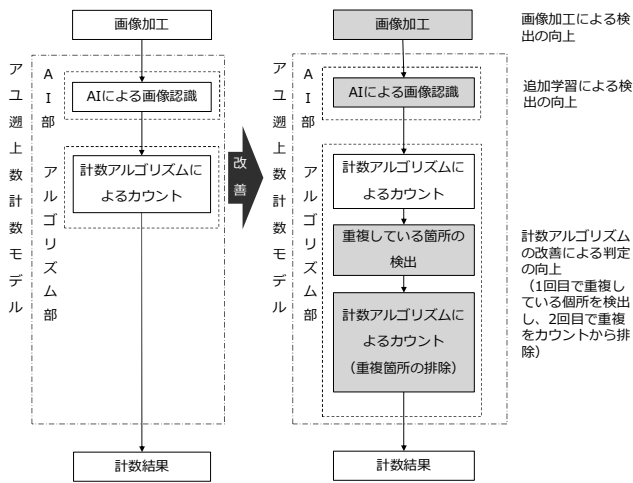 画像加工
アユ遡上数計数モデル
AI部
AIによる画像認識
アルゴリズム部
計数アルゴリズムに
よるカウント
計数結果
改善
画像加工
アユ遡上数計数モデル
AI部
AIによる画像認識
アルゴリズム部
計数アルゴリズムに
よるカウント
重複している箇所の
検出
計数アルゴリズムに
よるカウント
（重複箇所の排除）
計数結果
画像加工による検
出の向上
追加学習による検
出の向上
計数アルゴリズム
の改善による判定
の向上
（1回目で重複し
ている個所を検出
し、2回目で重複
をカウントから排
除）